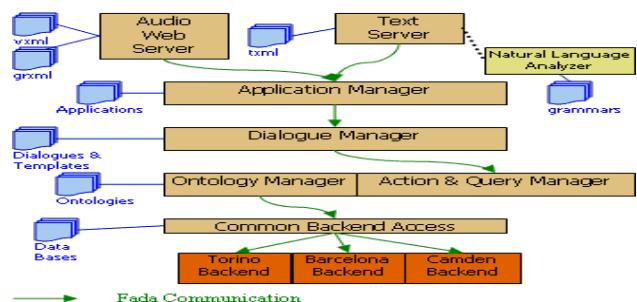 Audio
Web
Server
Text
Server
vxml
grxml
txml
Natural Language
Analyzer
grammars
Application Manager
Applications
Dialogue Manager
Dialogues &
Templates
Ontology Manager
Action & Query Manager
Ontologies
Common Backend Access
Data
Bases
Torino
Backend
Barcelona
Backend
Camden
Backend
Fada Communication